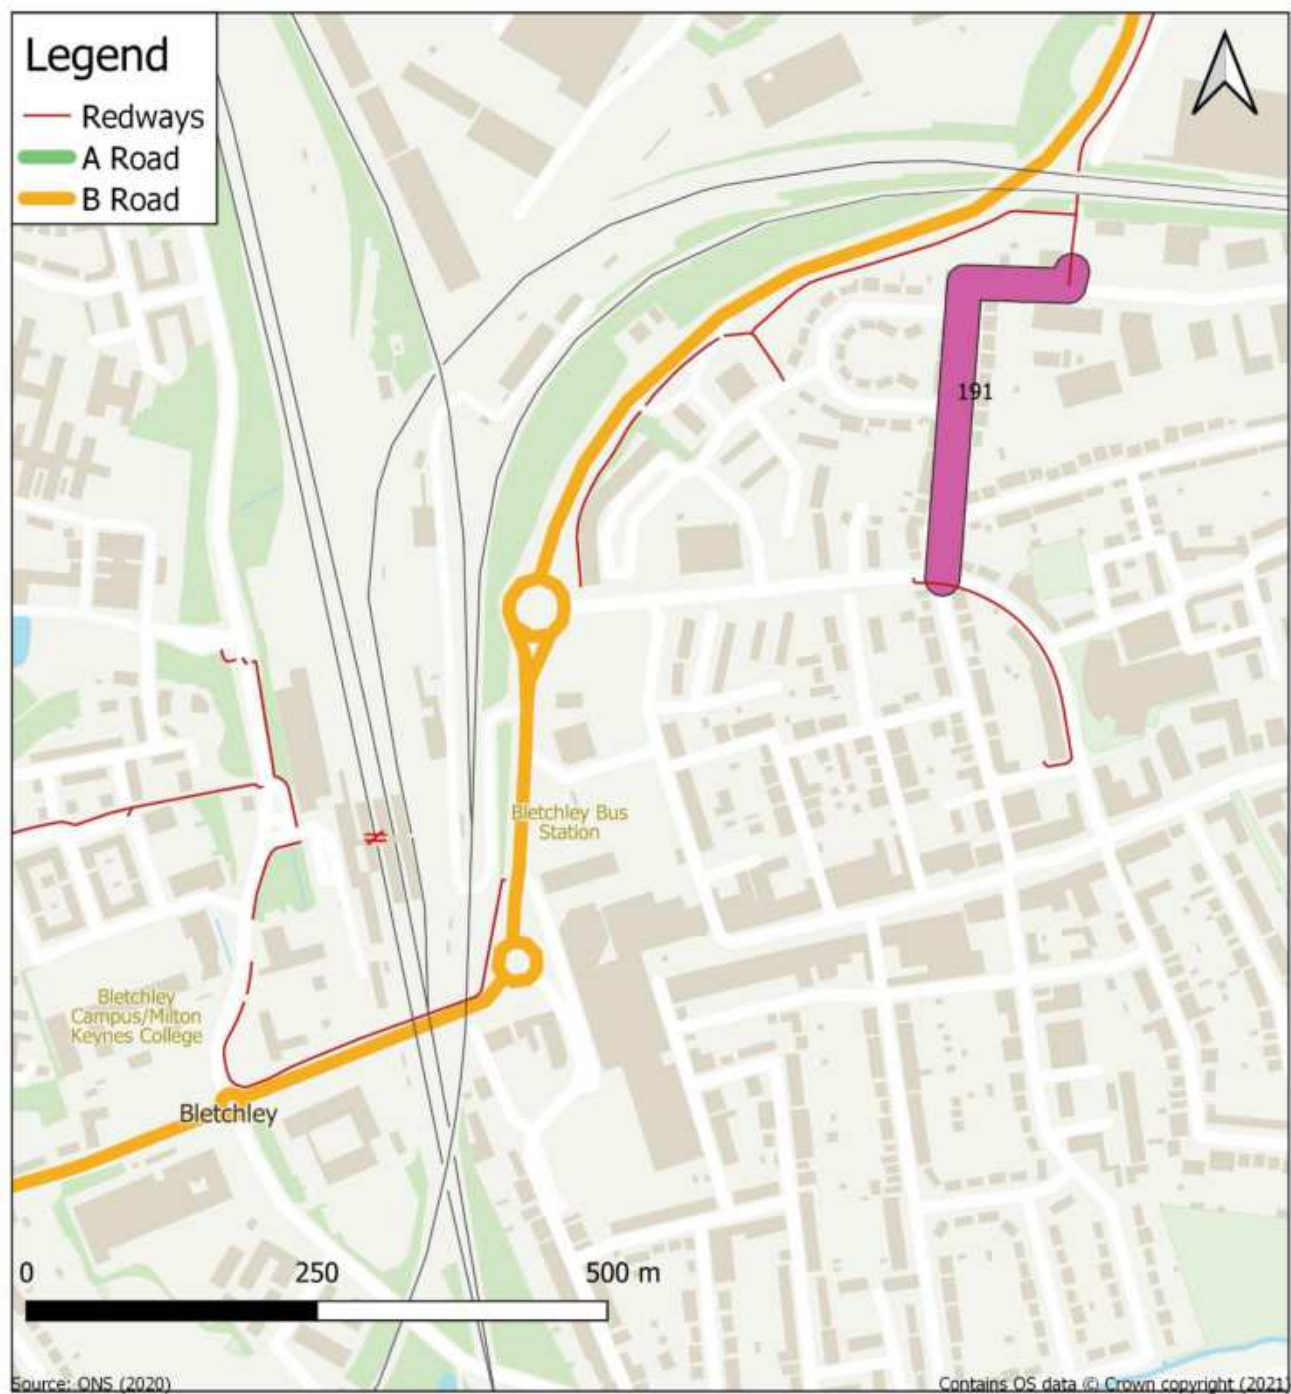 Legend
Redways
A Road
B Road
191
Bletchley Bus
Station
Bletchley
Campus/Milton
Keynes College
Bletchley
0 250 500 m
Source: ONS (2020)
Contains OS data © Crown copyright (2021)